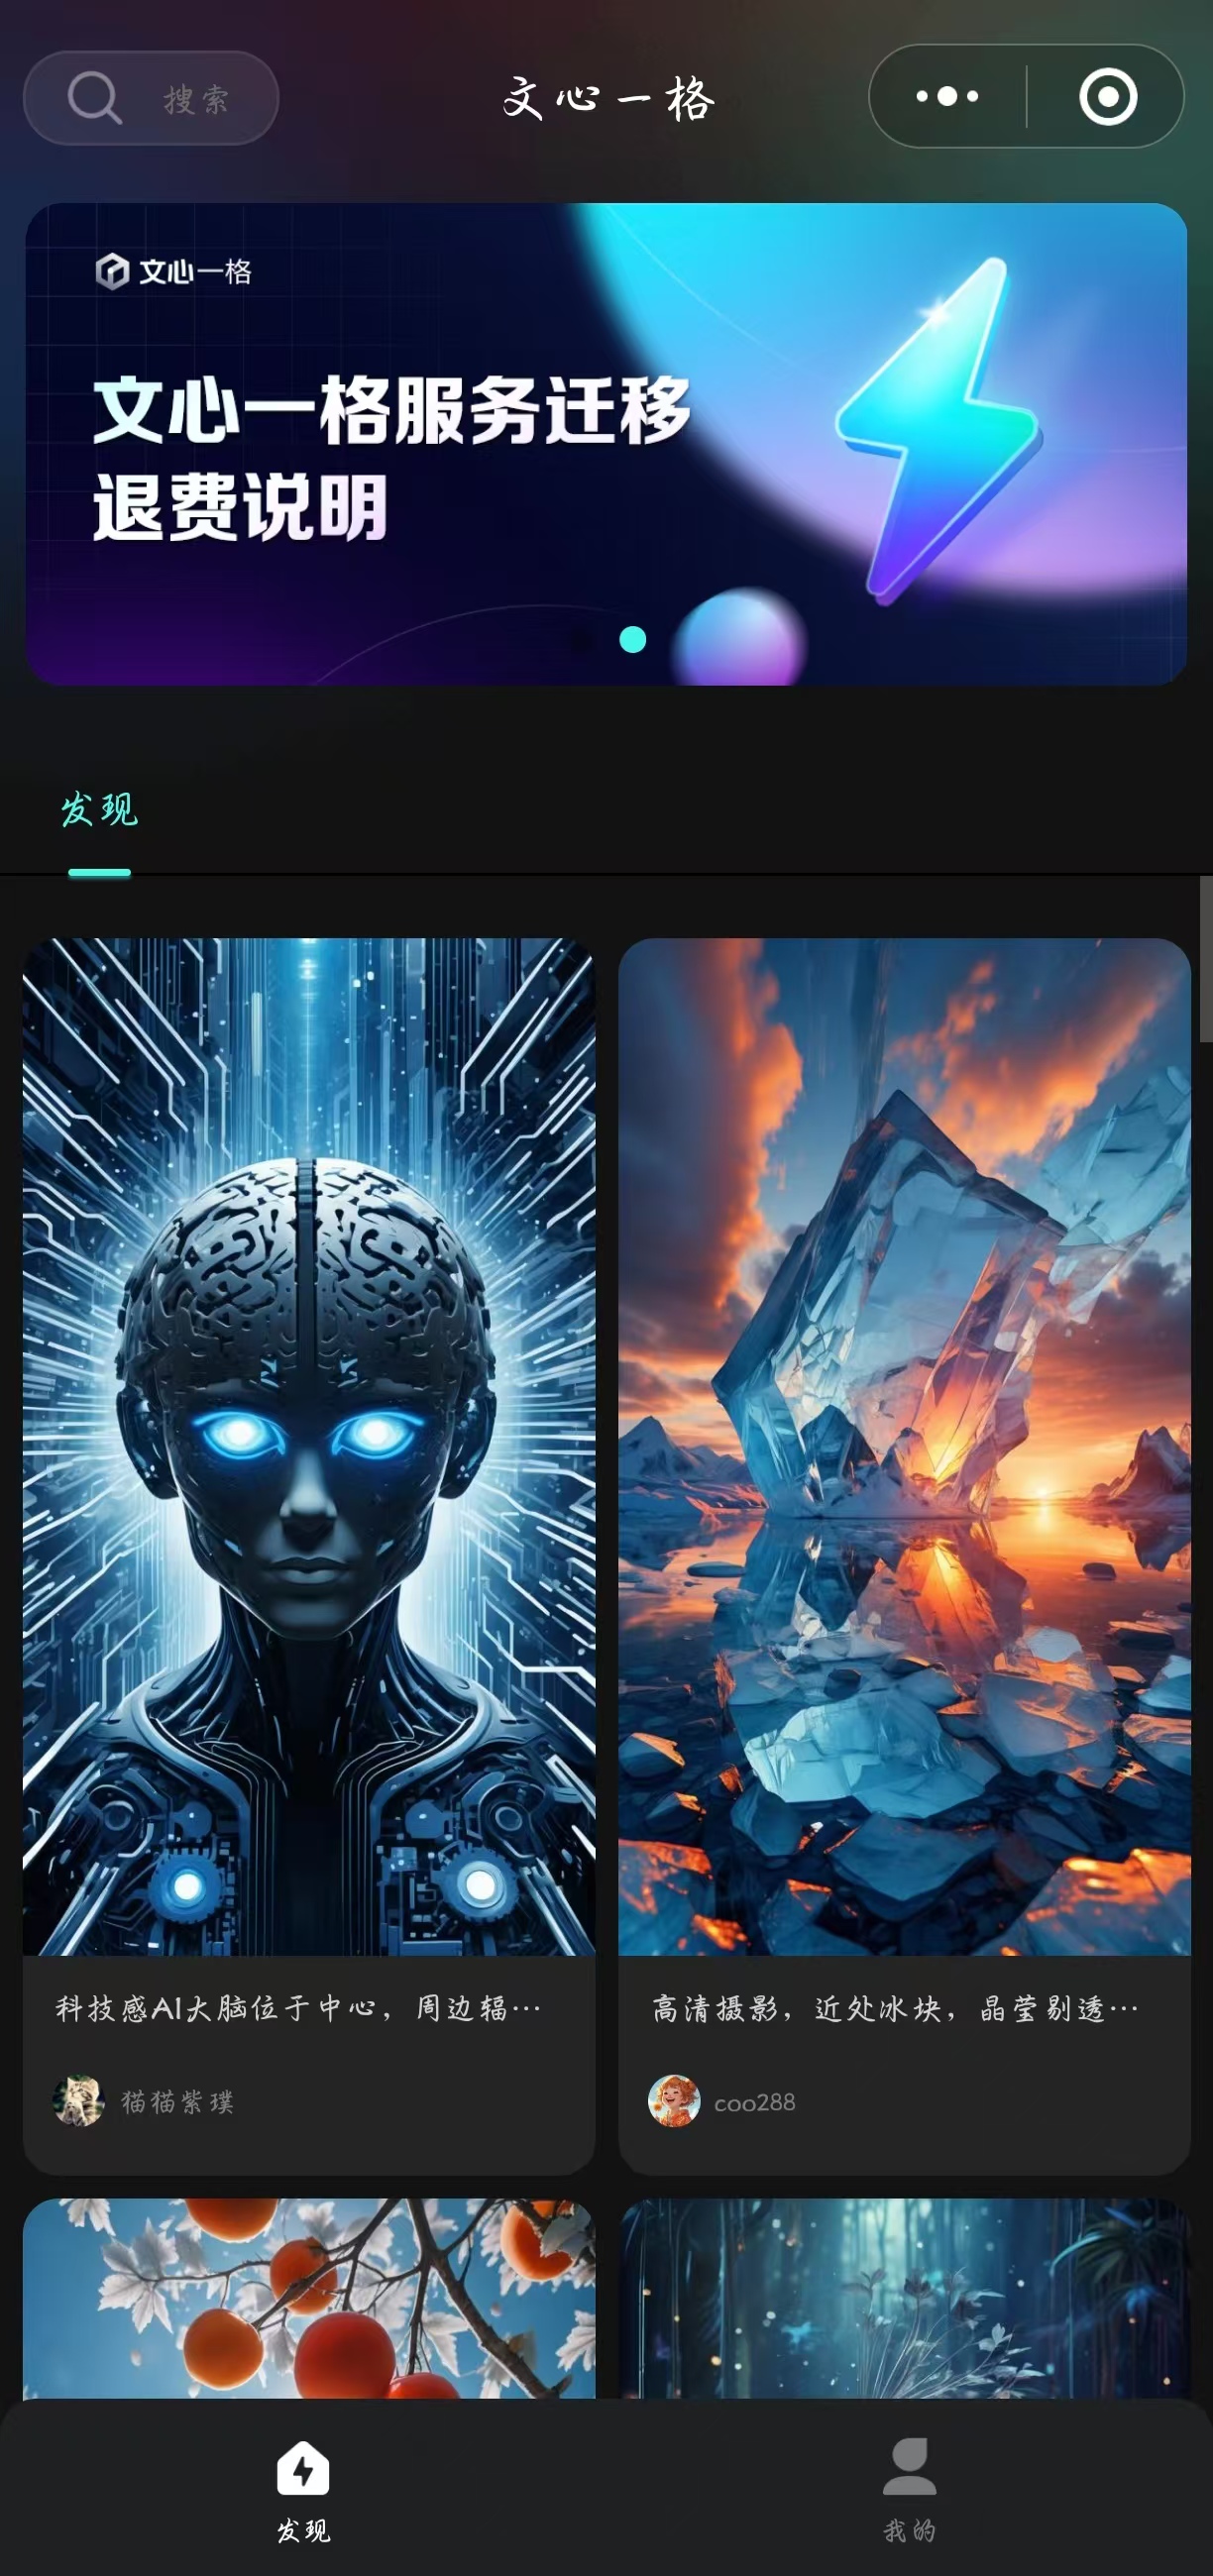 搜索
文心一格
文心一格
文心一格服务迁移
退费说明
发现
科技感AI大脑位于中心，周边辐…
猫猫紫璞
高清摄影，近处冰块，晶莹剔透…
coo288
发现
我的